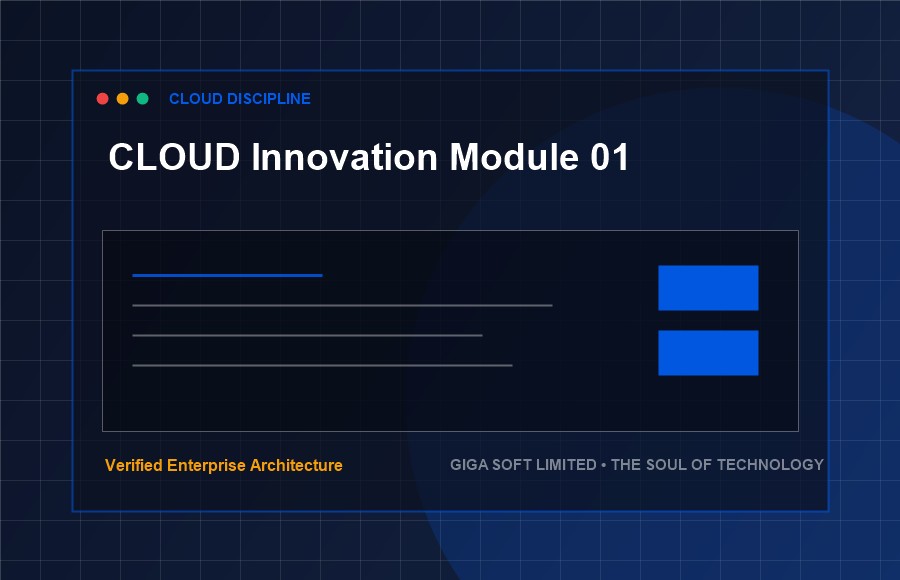 CLOUD DISCIPLINE
CLOUD Innovation Module 01
Verified Enterprise Architecture
GIGA SOFT LIMITED • THE SOUL OF TECHNOLOGY